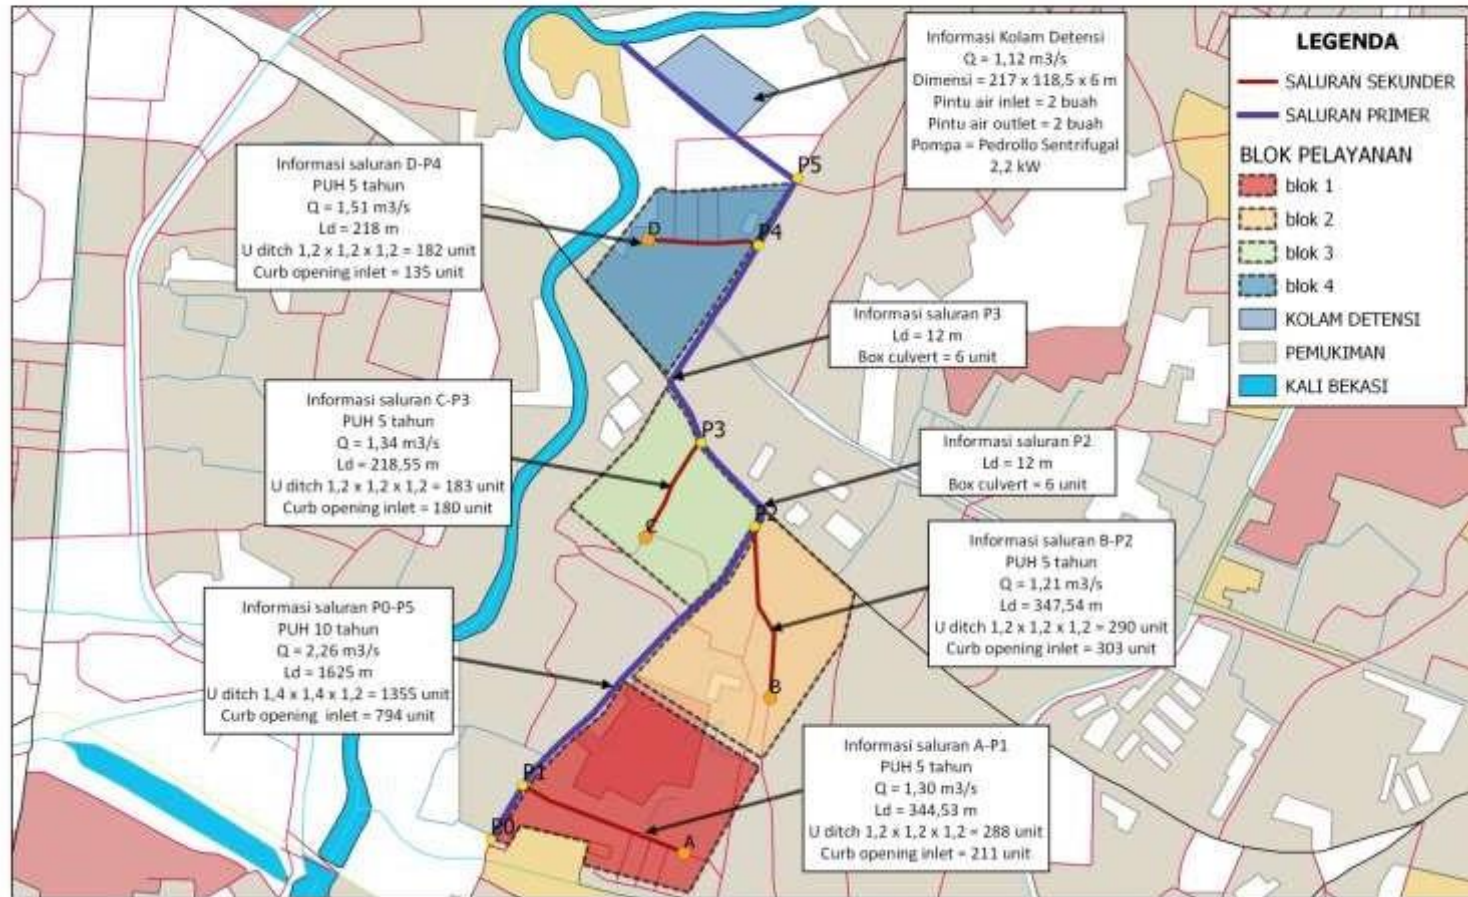 Informasi Kolam Detensi
Q = 1,12 m3/s
Dimensi = 217 x 118,5 x 6 m
Pintu air inlet = 2 buah
Pintu air outlet = 2 buah
Pompa = Pedrollo Sentrifugal
2,2 kW
LEGENDA
SALURAN SEKUNDER
SALURAN PRIMER
BLOK PELAYANAN
blok 1
blok 2
blok 3
blok 4
KOLAM DETENSI
PEMUKIMAN
KALI BEKASI
Informasi saluran D-P4
PUH 5 tahun
Q = 1,51 m3/s
Ld = 218 m
U ditch 1,2 x 1,2 x 1,2 = 182 unit
Curb opening inlet = 135 unit
P5
D
P4
Informasi saluran P3
Ld = 12 m
Box culvert = 6 unit
Informasi saluran C-P3
PUH 5 tahun
Q = 1,34 m3/s
Ld = 218,55 m
U ditch 1,2 x 1,2 x 1,2 = 183 unit
Curb opening inlet = 180 unit
P3
Informasi saluran P2
Ld = 12 m
Box culvert = 6 unit
P2
C
Informasi saluran B-P2
PUH 5 tahun
Q = 1,21 m3/s
Ld = 347,54 m
U ditch 1,2 x 1,2 x 1,2 = 290 unit
Curb opening inlet = 303 unit
Informasi saluran P0-P5
PUH 10 tahun
Q = 2,26 m3/s
Ld = 1625 m
U ditch 1,4 x 1,4 x 1,2 = 1355 unit
Curb opening inlet = 794 unit
B
Informasi saluran A-P1
PUH 5 tahun
Q = 1,30 m3/s
Ld = 344,53 m
U ditch 1,2 x 1,2 x 1,2 = 288 unit
Curb opening inlet = 211 unit
P1
P0
A